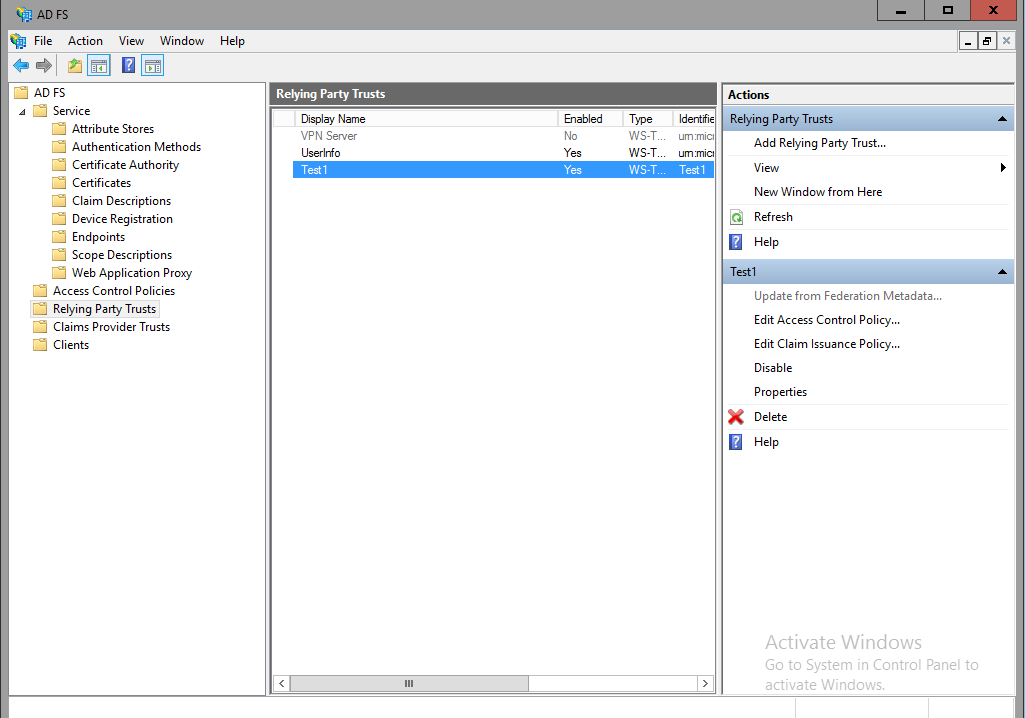 AD FS
File Action View Window Help
AD FS
Service
Attribute Stores
Authentication Methods
Certificate Authority
Certificates
Claim Descriptions
Device Registration
Endpoints
Scope Descriptions
Web Application Proxy
Access Control Policies
Relying Party Trusts
Claims Provider Trusts
Clients
Relying Party Trusts
Display Name Enabled Type Identifie
VPN Server No WS-T... urn:micr
UserInfo Yes WS-T... urn:micr
Test1 Yes WS-T... Test1
Actions
Relying Party Trusts
Add Relying Party Trust...
View
New Window from Here
Refresh
Help
Test1
Update from Federation Metadata...
Edit Access Control Policy...
Edit Claim Issuance Policy...
Disable
Properties
Delete
Help
Activate Windows
Go to System in Control Panel to
activate Windows.